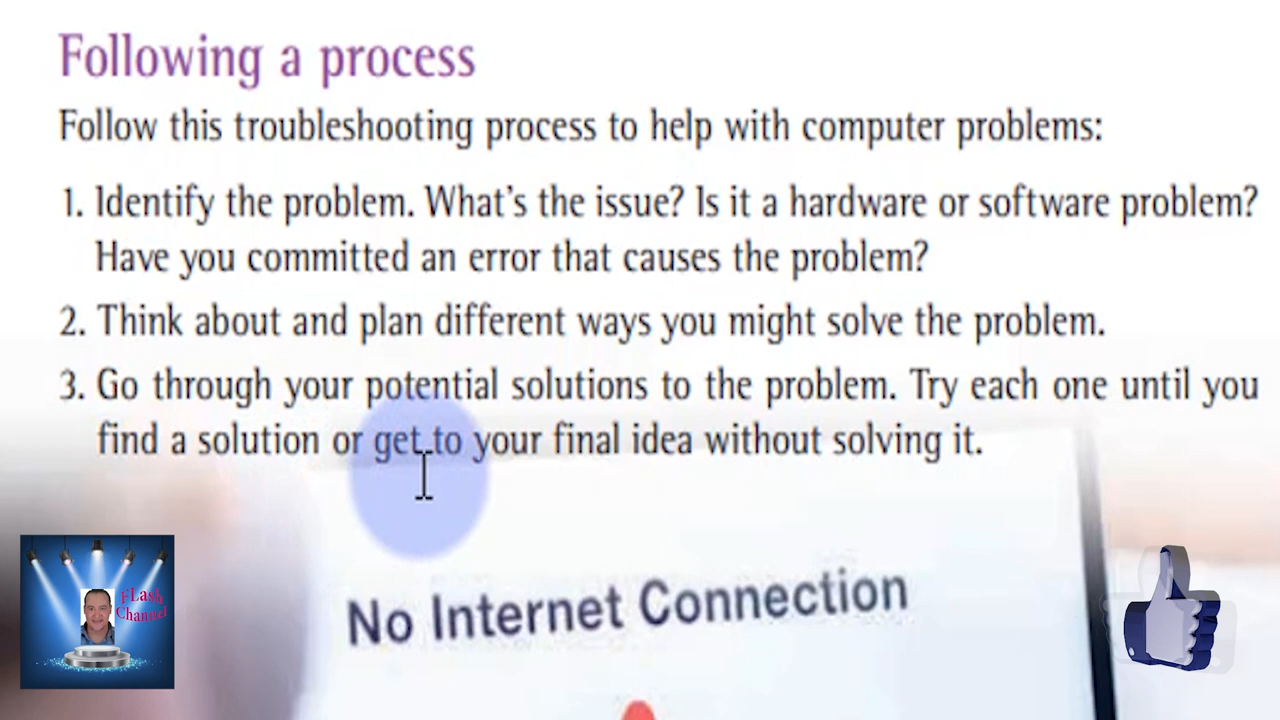 Following a process
Follow this troubleshooting process to help with computer problems:
1. Identify the problem. What's the issue? Is it a hardware or software problem?
Have you committed an error that causes the problem?
2. Think about and plan different ways you might solve the problem.
3. Go through your potential solutions to the problem. Try each one until you
find a solution or get to your final idea without solving it.
No Internet Connection
FLash
Channel